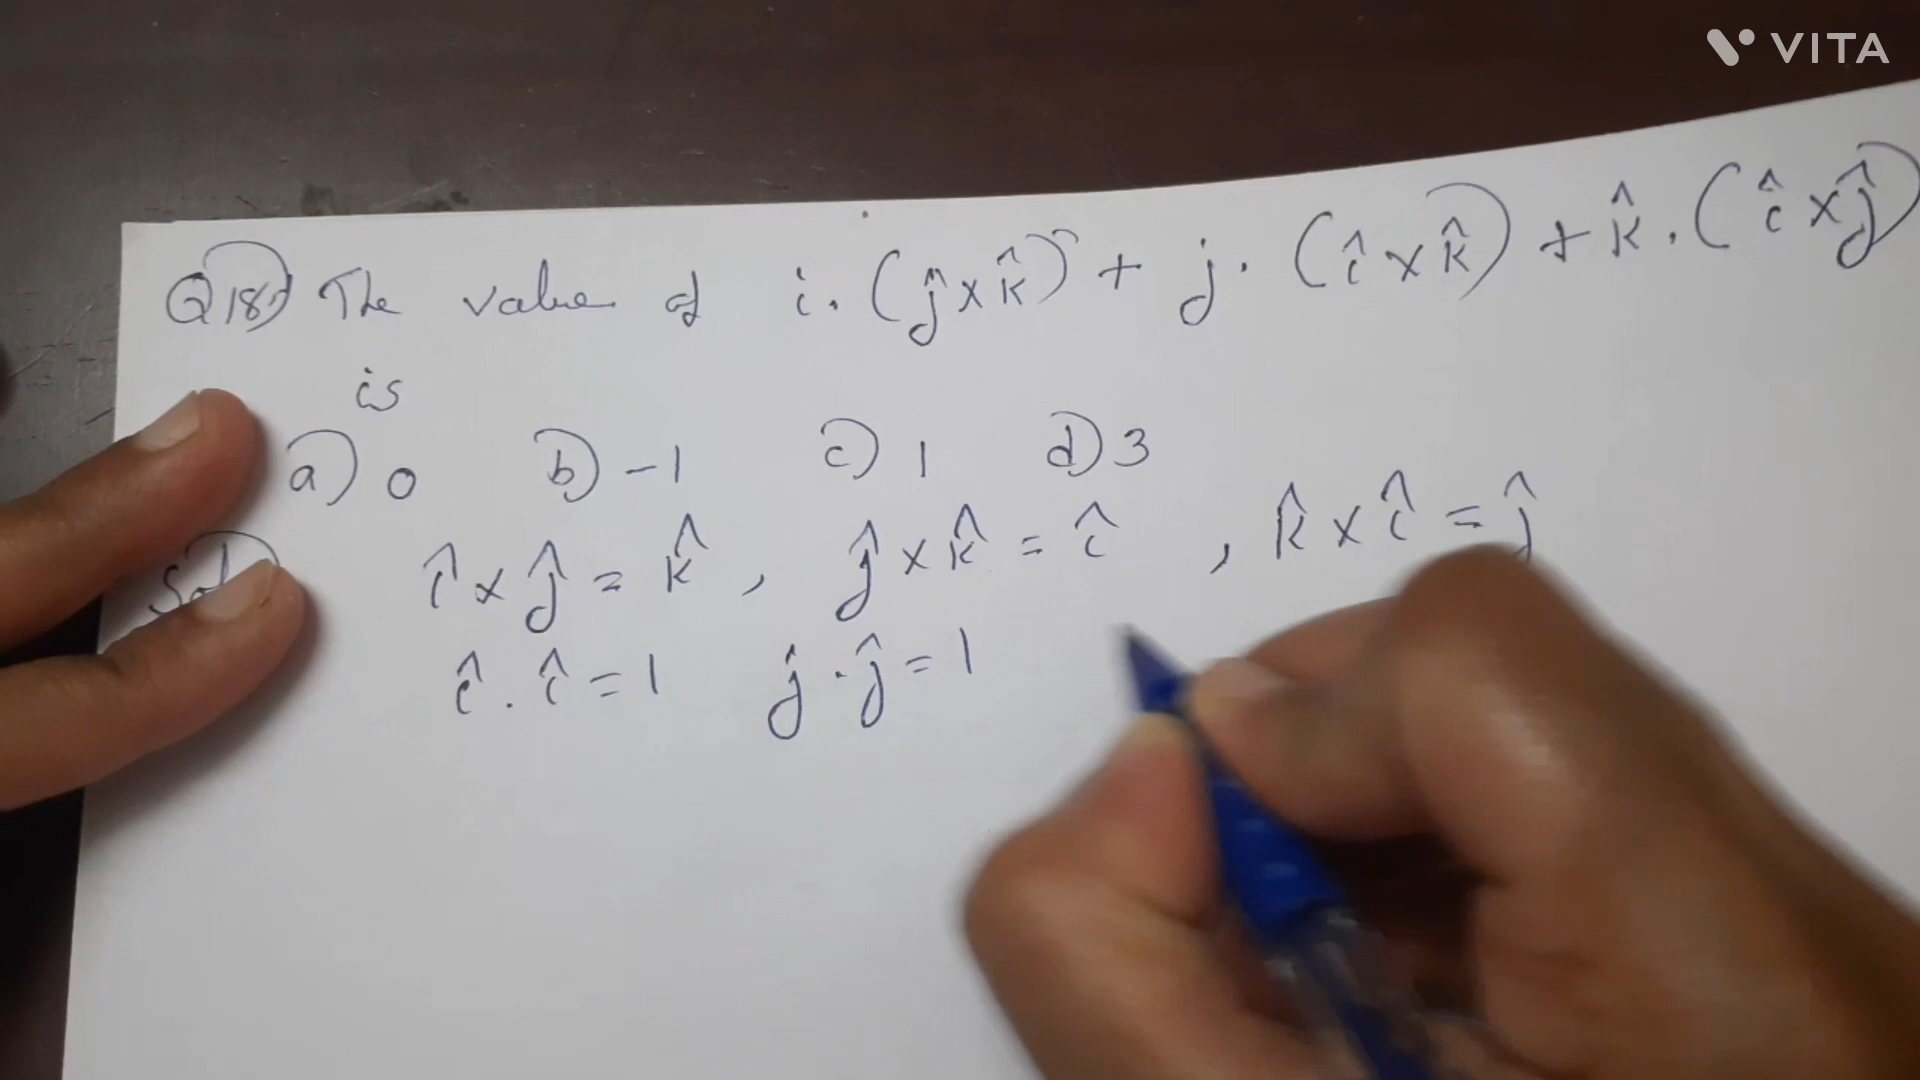 VITA
Q18) The value of i. (ĵ x k̂) + j. (î x k̂) + k̂. (î x ĵ)
is
a) 0 b) -1 c) 1 d) 3
Sol
î x ĵ = k̂, ĵ x k̂ = î, k̂ x î = ĵ
î . î = 1 ĵ . ĵ = 1